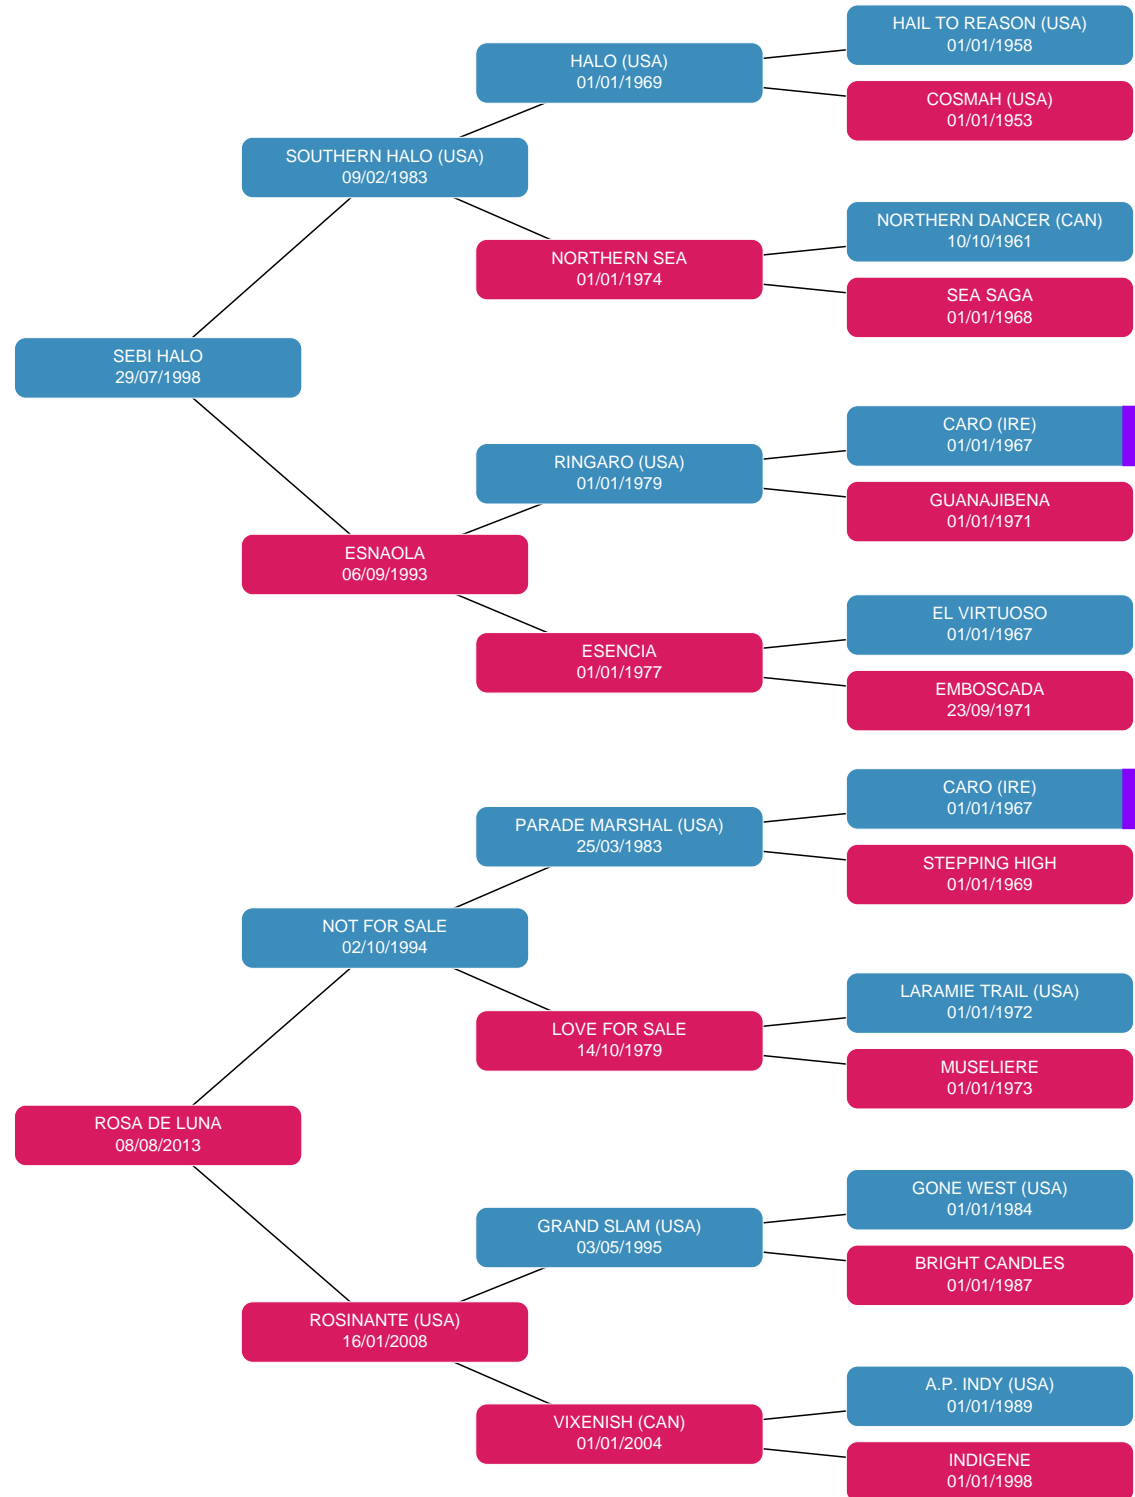 HAIL TO REASON (USA)
01/01/1958
HALO (USA)
01/01/1969
COSMAH (USA)
01/01/1953
SOUTHERN HALO (USA)
09/02/1983
NORTHERN DANCER (CAN)
10/10/1961
NORTHERN SEA
01/01/1974
SEA SAGA
01/01/1968
SEBI HALO
29/07/1998
CARO (IRE)
01/01/1967
RINGARO (USA)
01/01/1979
GUANAJIBENA
01/01/1971
ESNAOLA
06/09/1993
EL VIRTUOSO
01/01/1967
ESENCIA
01/01/1977
EMBOSCADA
23/09/1971
CARO (IRE)
01/01/1967
PARADE MARSHAL (USA)
25/03/1983
STEPPING HIGH
01/01/1969
NOT FOR SALE
02/10/1994
LARAMIE TRAIL (USA)
01/01/1972
LOVE FOR SALE
14/10/1979
MUSELIERE
01/01/1973
ROSA DE LUNA
08/08/2013
GONE WEST (USA)
01/01/1984
GRAND SLAM (USA)
03/05/1995
BRIGHT CANDLES
01/01/1987
ROSINANTE (USA)
16/01/2008
A.P. INDY (USA)
01/01/1989
VIXENISH (CAN)
01/01/2004
INDIGENE
01/01/1998